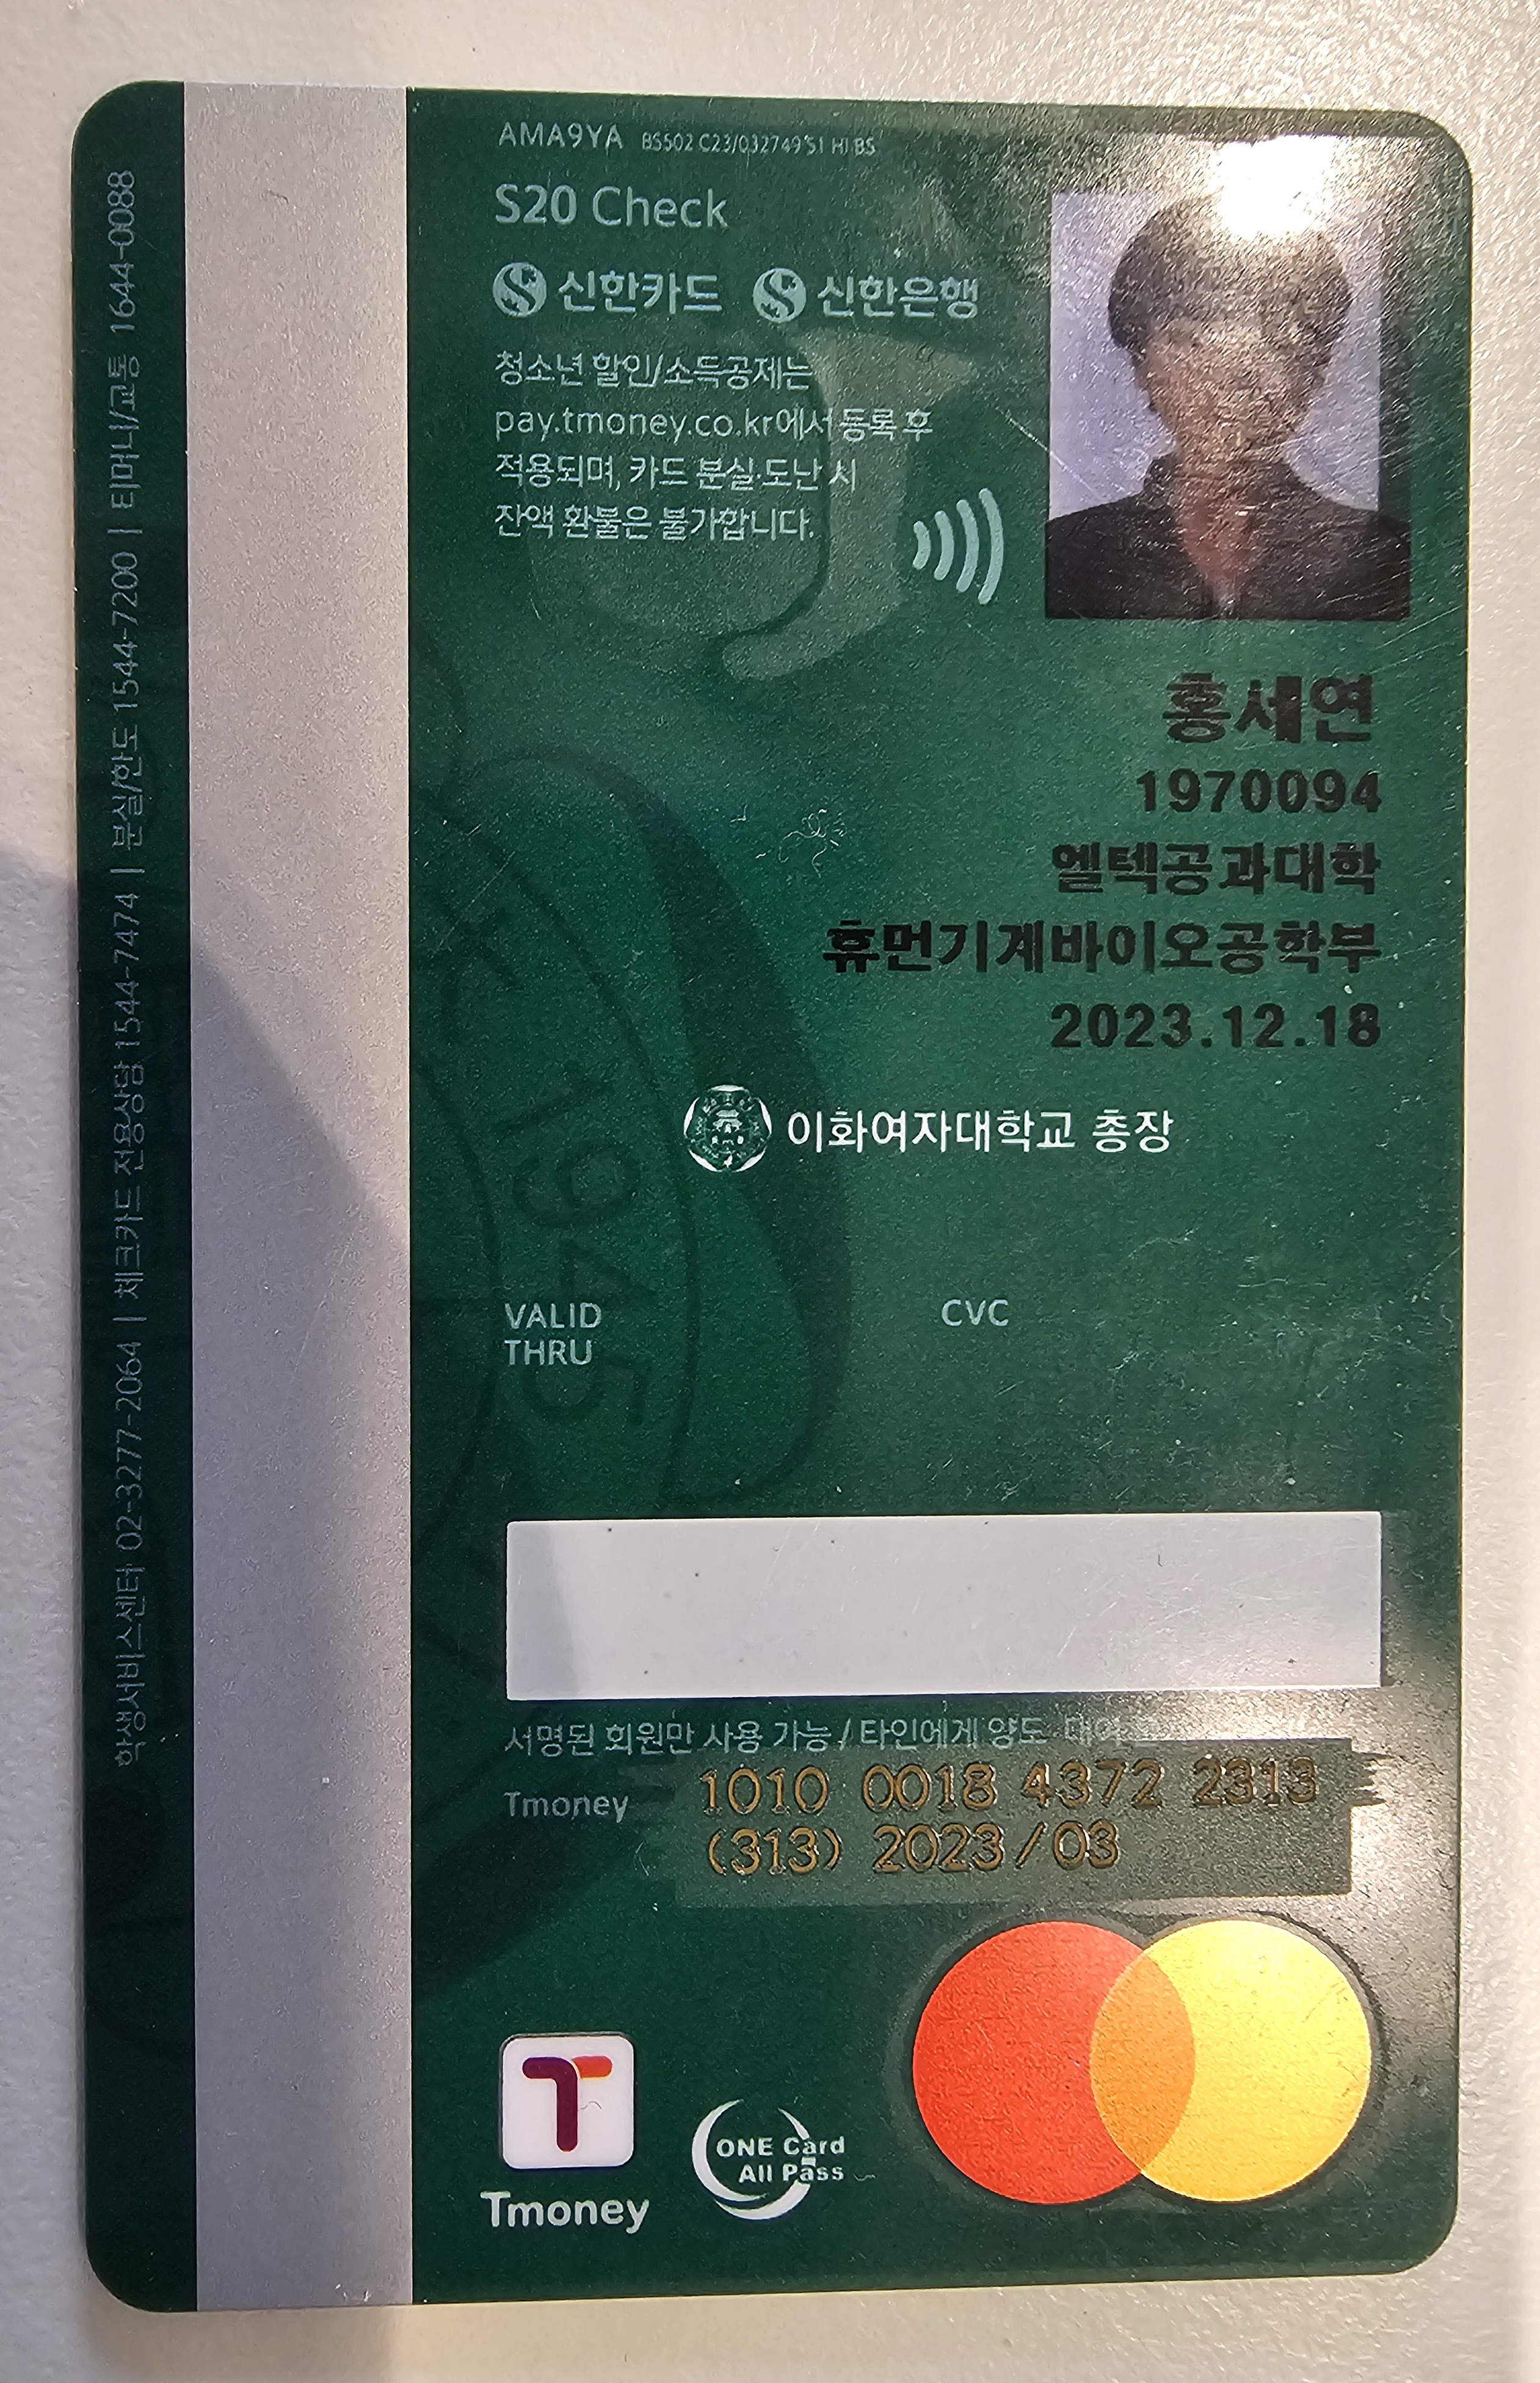 AMA9YA
S20 Check
신한카드 신한은행
청소년 할인/소득공제는
pay.tmoney.co.kr에서 등록 후
적용되며, 카드 분실·도난 시
잔액 환불은 불가합니다.
홍세연
1970094
엘텍공과대학
휴먼기계바이오공학부
2023.12.18
이화여자대학교 총장
VALID
THRU
CVC
서명된 회원만 사용 가능 / 타인에게 양도 대여
Tmoney
1010 0018 4372 2313
(313) 2023/03
Tmoney
ONE Card
All Pass
학생서비스센터 02-3277-2064 | 체크카드 전용상담 1544-7474 | 분실/한도 1544-7200 | 티머니/교통 1644-0088